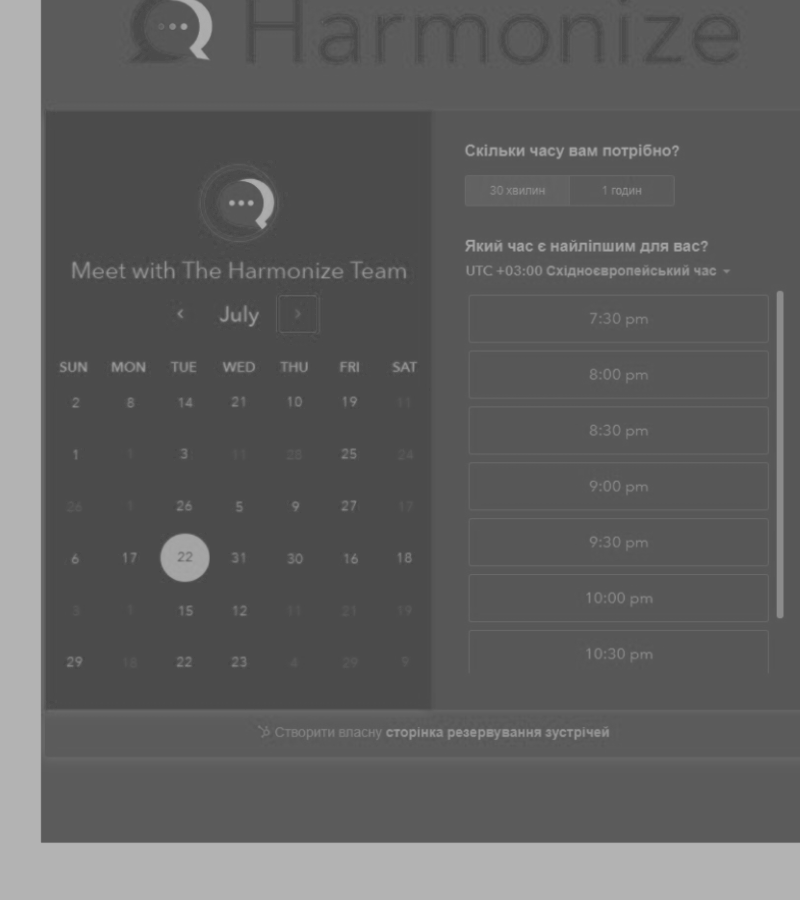 Harmonize
Meet with The Harmonize Team
July
SUN MON TUE WED THU FRI SAT
2 8 14 21 10 19 11
1 1 3 11 25 24
26 1 26 5 9 27 17
6 17 22 31 30 16 18
3 1 15 12 11 21 19
29 18 22 23 4 29 9
Скільки часу вам потрібно?
30 хвилин 1 годин
Який час є найліпшим для вас?
UTC +03:00 Східноєвропейський час
7:30 pm
8:00 pm
8:30 pm
9:00 pm
9:30 pm
10:00 pm
10:30 pm
Створити власну сторінка резервування зустрічей